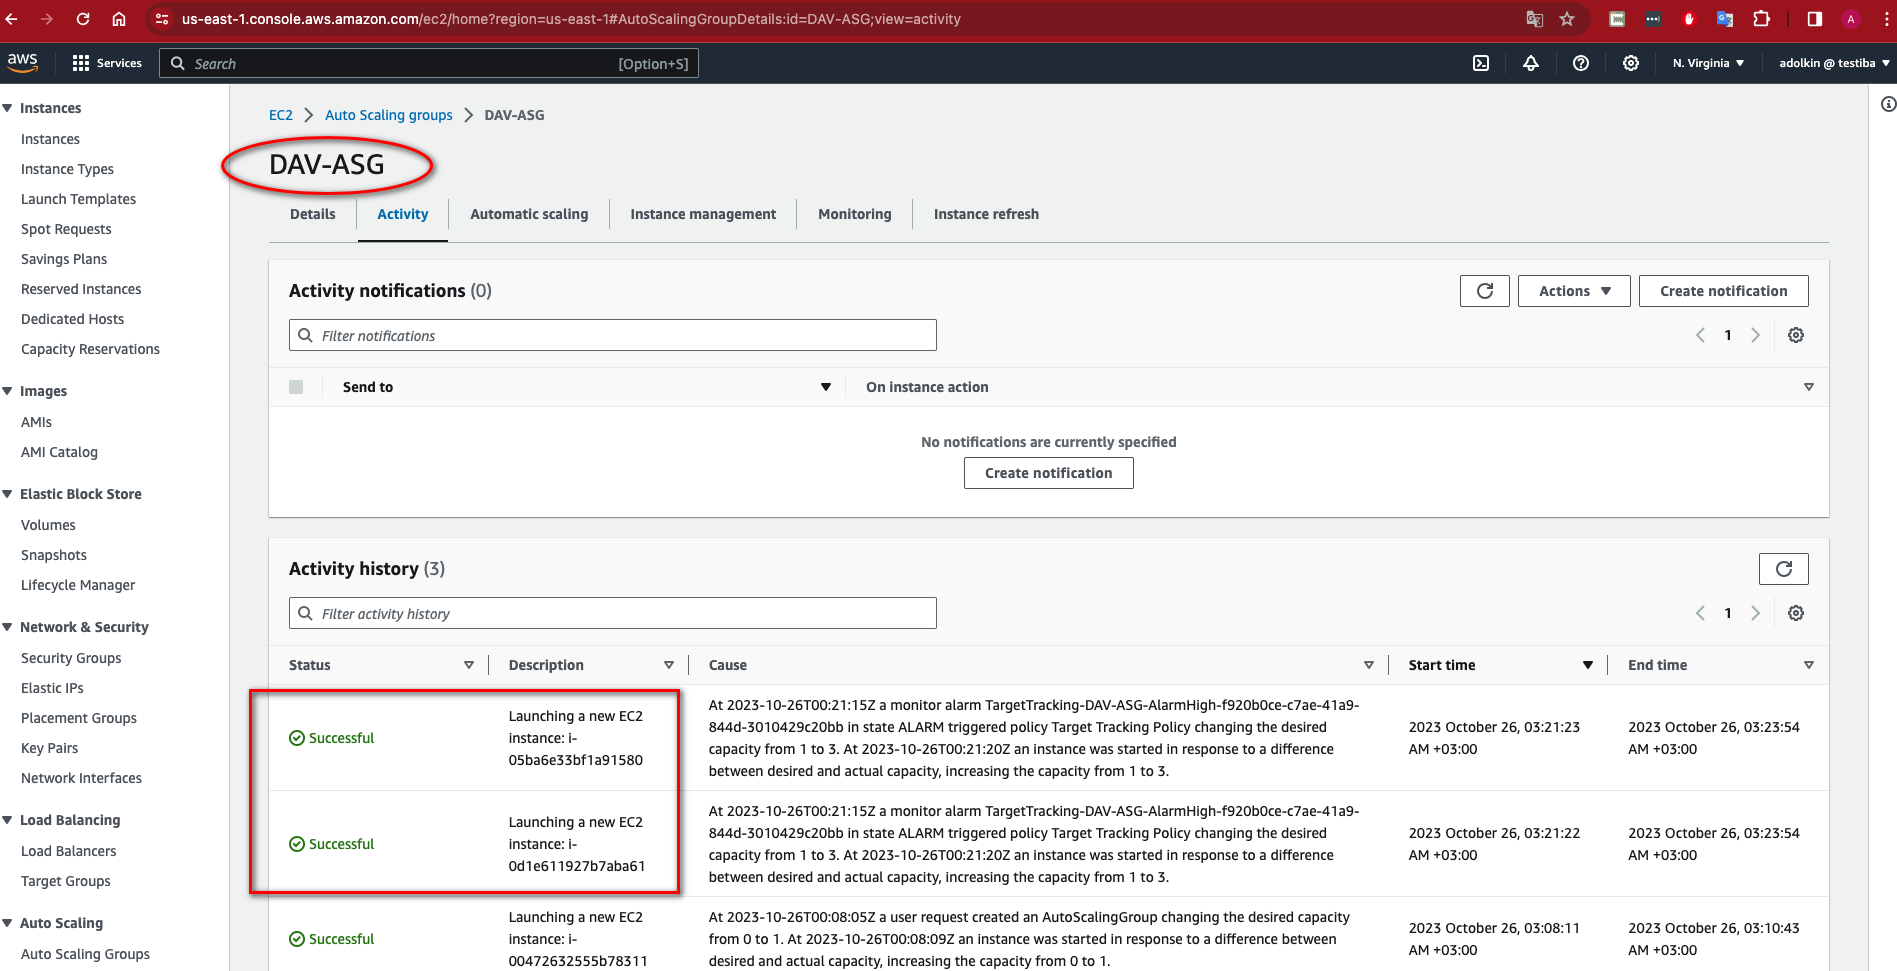 us-east-1.console.aws.amazon.com/ec2/home?region=us-east-1#AutoScalingGroupDetails:id=DAV-ASG;view=activity
A
aws
Services
Search
[Option+S]
N. Virginia
adolkin @ testiba
Instances
Instances
Instance Types
Launch Templates
Spot Requests
Savings Plans
Reserved Instances
Dedicated Hosts
Capacity Reservations
Images
AMIs
AMI Catalog
Elastic Block Store
Volumes
Snapshots
Lifecycle Manager
Network & Security
Security Groups
Elastic IPs
Placement Groups
Key Pairs
Network Interfaces
Load Balancing
Load Balancers
Target Groups
Auto Scaling
Auto Scaling Groups
EC2 > Auto Scaling groups > DAV-ASG
DAV-ASG
Details
Activity
Automatic scaling
Instance management
Monitoring
Instance refresh
Activity notifications (0)
Actions
Create notification
Filter notifications
1
Send to
On instance action
No notifications are currently specified
Create notification
Activity history (3)
Filter activity history
1
Status
Description
Cause
Start time
End time
Successful
Launching a new EC2
instance: i-
05ba6e33bf1a91580
At 2023-10-26T00:21:15Z a monitor alarm TargetTracking-DAV-ASG-AlarmHigh-f920b0ce-c7ae-41a9-
844d-3010429c20bb in state ALARM triggered policy Target Tracking Policy changing the desired
capacity from 1 to 3. At 2023-10-26T00:21:20Z an instance was started in response to a difference
between desired and actual capacity, increasing the capacity from 1 to 3.
2023 October 26, 03:21:23
AM +03:00
2023 October 26, 03:23:54
AM +03:00
Successful
Launching a new EC2
instance: i-
0d1e611927b7aba61
At 2023-10-26T00:21:15Z a monitor alarm TargetTracking-DAV-ASG-AlarmHigh-f920b0ce-c7ae-41a9-
844d-3010429c20bb in state ALARM triggered policy Target Tracking Policy changing the desired
capacity from 1 to 3. At 2023-10-26T00:21:20Z an instance was started in response to a difference
between desired and actual capacity, increasing the capacity from 1 to 3.
2023 October 26, 03:21:22
AM +03:00
2023 October 26, 03:23:54
AM +03:00
Successful
Launching a new EC2
instance: i-
00472632555b78311
At 2023-10-26T00:08:05Z a user request created an AutoScalingGroup changing the desired capacity
from 0 to 1. At 2023-10-26T00:08:09Z an instance was started in response to a difference between
desired and actual capacity, increasing the capacity from 0 to 1.
2023 October 26, 03:08:11
AM +03:00
2023 October 26, 03:10:43
AM +03:00